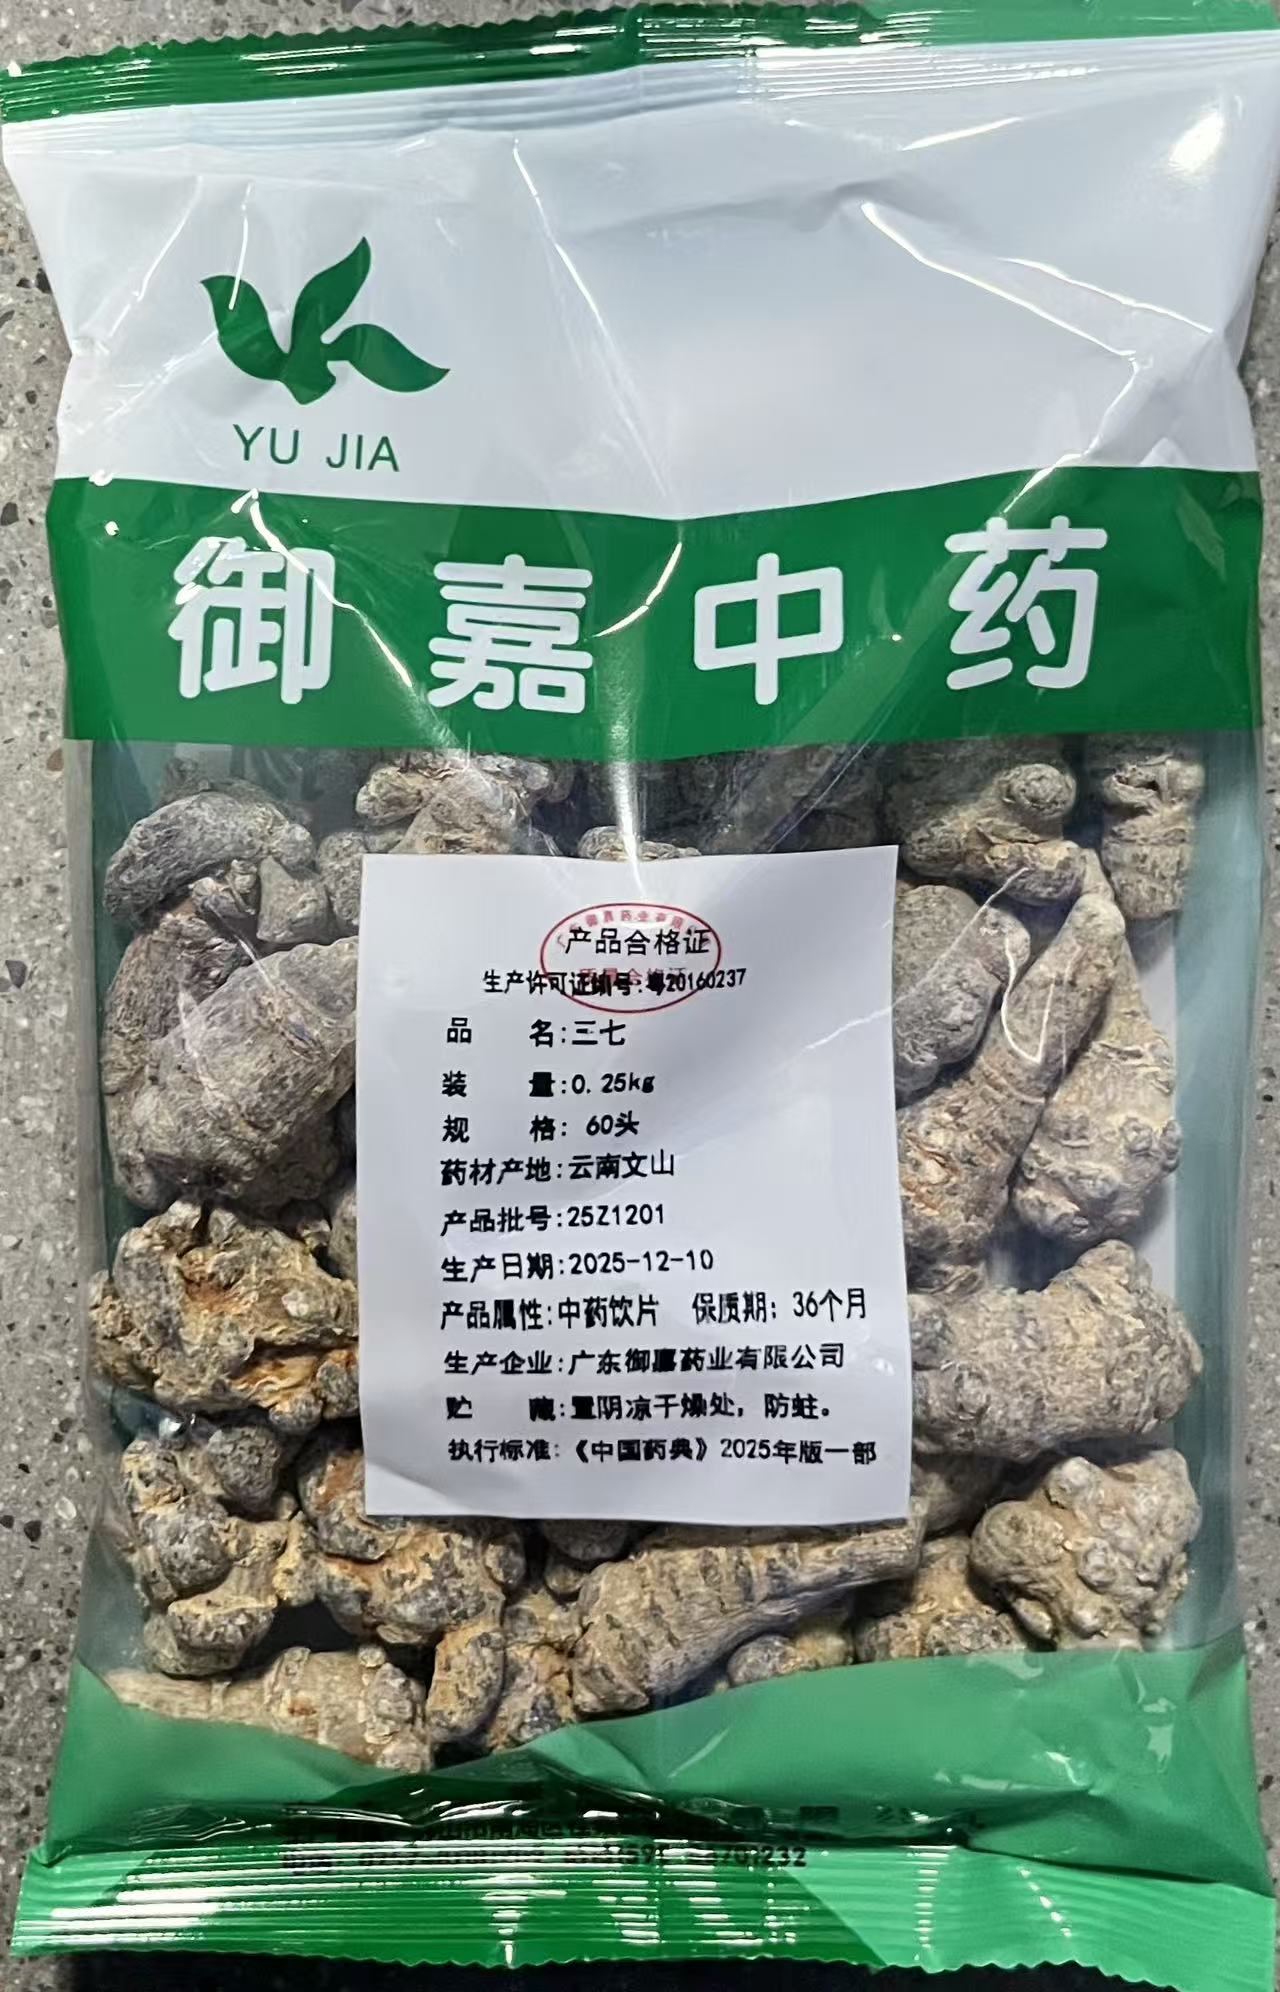 YU JIA
御嘉中药
产品合格证
生产许可证编号:粤20160237
品 名:三七
装 量:0.25kg
规 格: 60头
药材产地:云南文山
产品批号:25Z1201
生产日期:2025-12-10
产品属性:中药饮片 保质期: 36个月
生产企业:广东御嘉药业有限公司
贮 藏:置阴凉干燥处，防蛀。
执行标准:《中国药典》2025年版一部